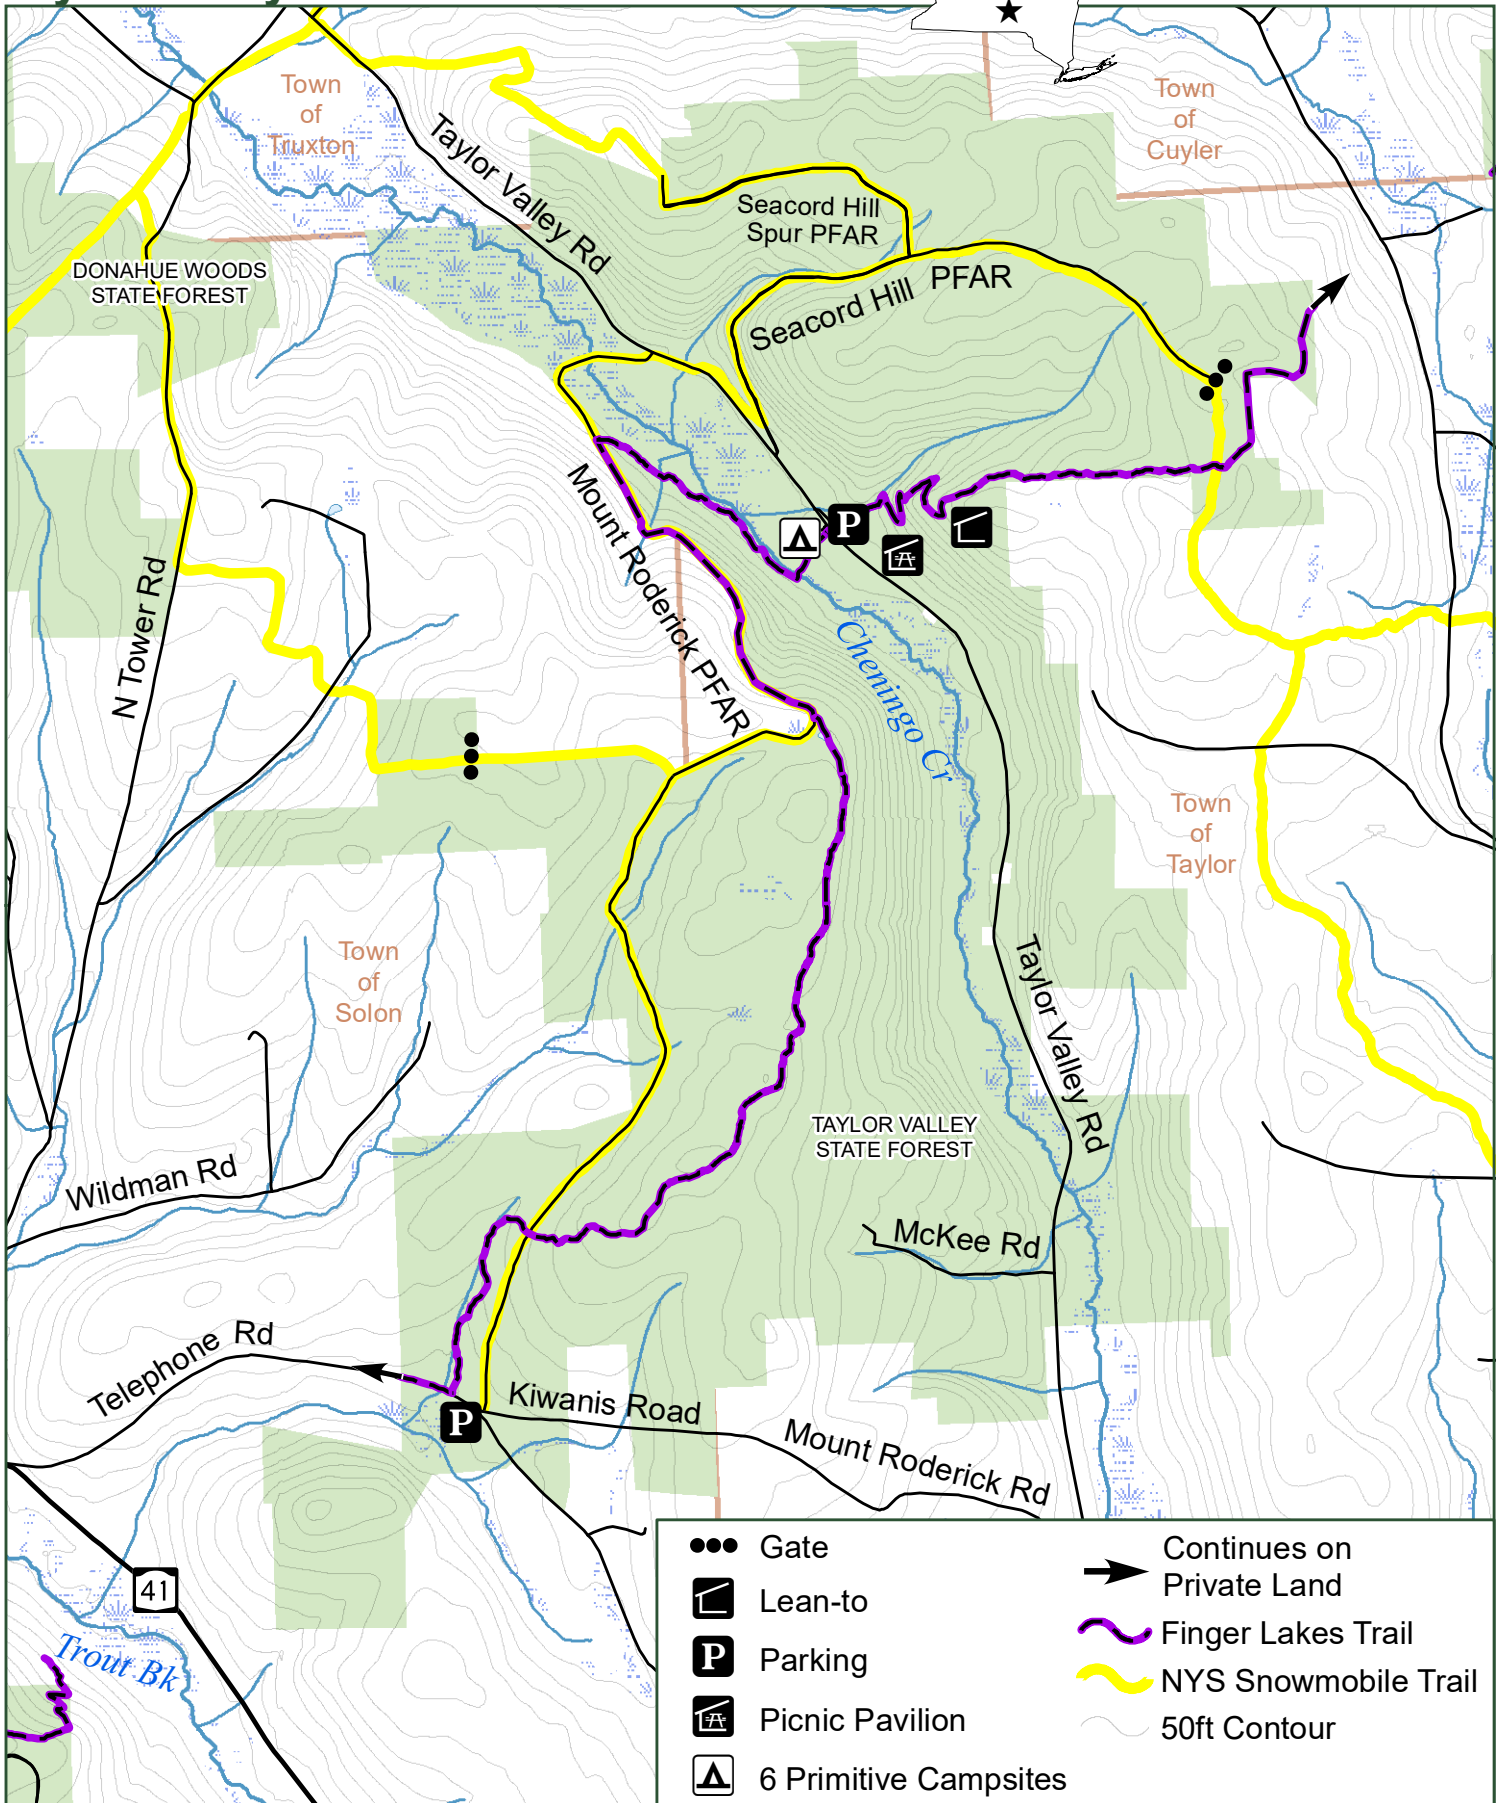 Town
of
Truxton
Town
of
Cuyler
Taylor Valley Rd
Seacord Hill
Spur PFAR
DONAHUE WOODS
STATE FOREST
Seacord Hill PFAR
P
Mount Roderick PFAR
N Tower Rd
Cheningo Cr
Town
of
Taylor
Town
of
Solon
Taylor Valley Rd
TAYLOR VALLEY
STATE FOREST
Wildman Rd
McKee Rd
Telephone Rd
Kiwanis Road
P
Mount Roderick Rd
41
Trout Bk
Gate
Lean-to
P Parking
Picnic Pavilion
6 Primitive Campsites
Continues on
Private Land
Finger Lakes Trail
NYS Snowmobile Trail
50ft Contour